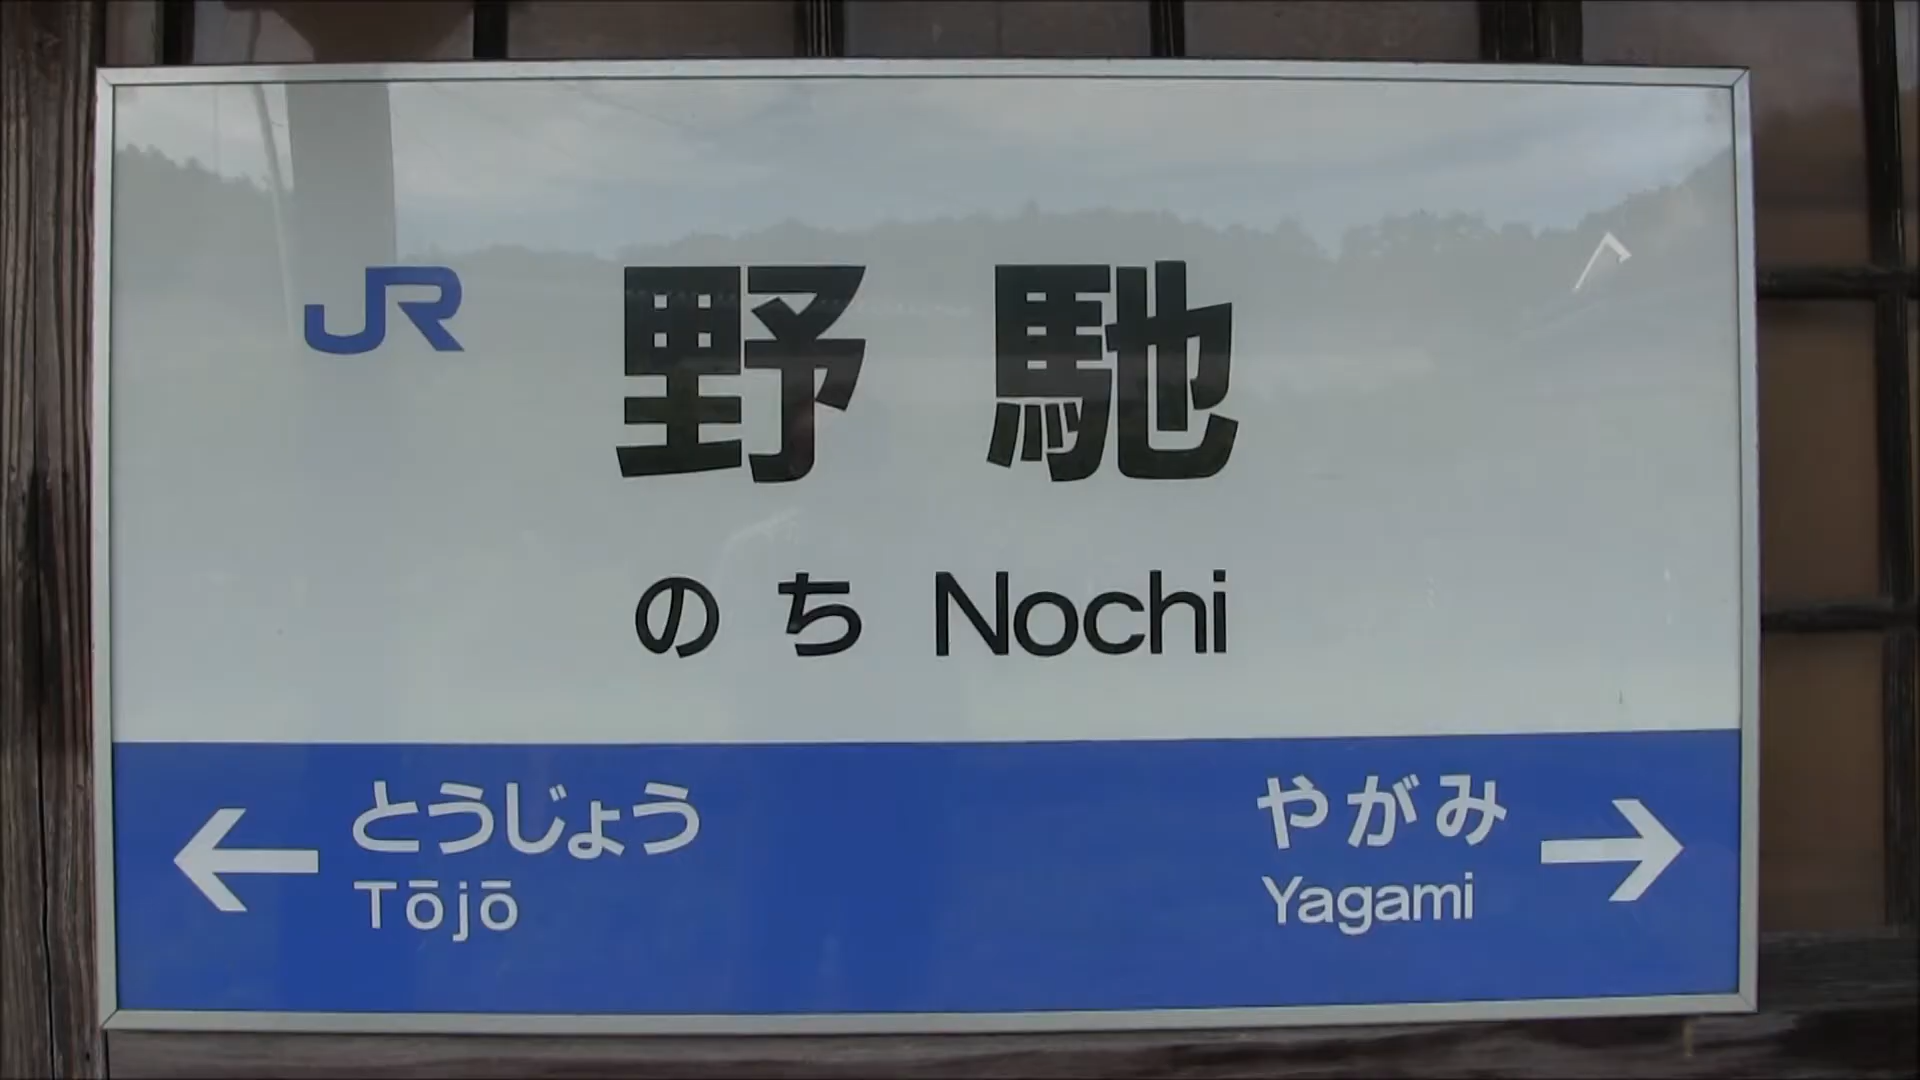 JR 野馳
のち Nochi
← とうじょう
Tōjō
やがみ →
Yagami